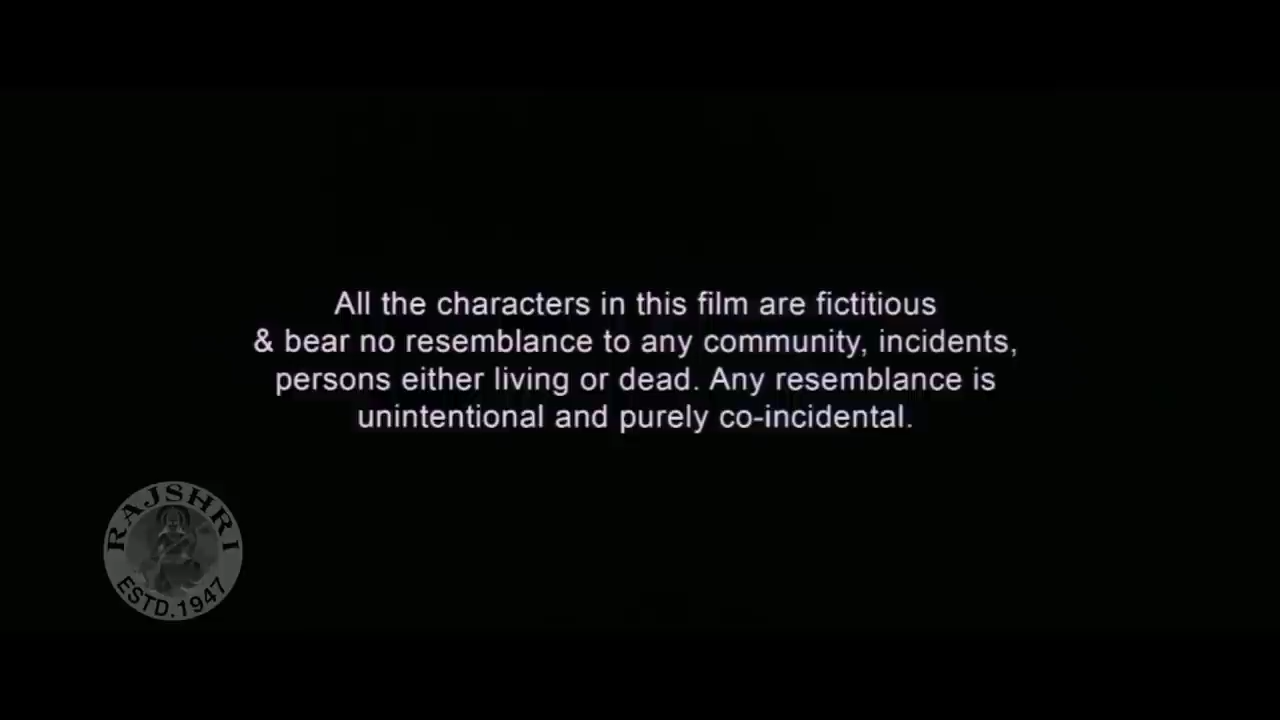 All the characters in this film are fictitious
& bear no resemblance to any community, incidents,
persons either living or dead. Any resemblance is
unintentional and purely co-incidental.
RAJSHRI
ESTD.1947